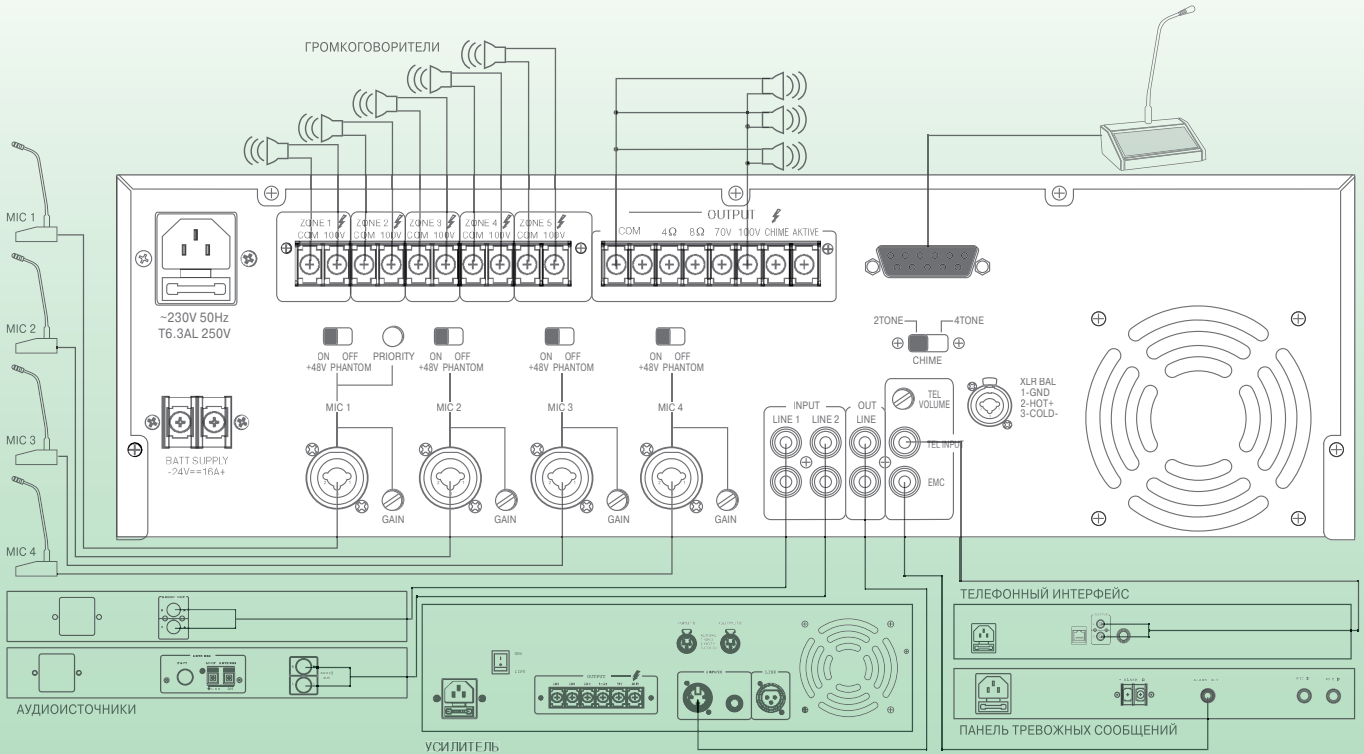 ГРОМКОГОВОРИТЕЛИ
MIC 1
MIC 2
MIC 3
MIC 4
ZONE 1 ZONE 2 ZONE 3 ZONE 4 ZONE 5
COM 100V COM 100V COM 100V COM 100V COM 100V
OUTPUT
COM 4Ω 8Ω 70V 100V CHIME AKTIVE
~230V 50Hz
T6.3AL 250V
ON OFF
+48V PHANTOM
PRIORITY
ON OFF
+48V PHANTOM
ON OFF
+48V PHANTOM
ON OFF
+48V PHANTOM
2TONE 4TONE
CHIME
MIC 1
MIC 2
MIC 3
MIC 4
GAIN
GAIN
GAIN
GAIN
BATT SUPPLY
-24V==16A+
INPUT
LINE 1 LINE 2
OUT
LINE
TEL
VOLUME
TEL INPUT
EMC
XLR BAL
1-GND
2-HOT+
3-COLD-
АУДИОИСТОЧНИКИ
OUTPUT
УСИЛИТЕЛЬ
ТЕЛЕФОННЫЙ ИНТЕРФЕЙС
ПАНЕЛЬ ТРЕВОЖНЫХ СООБЩЕНИЙ